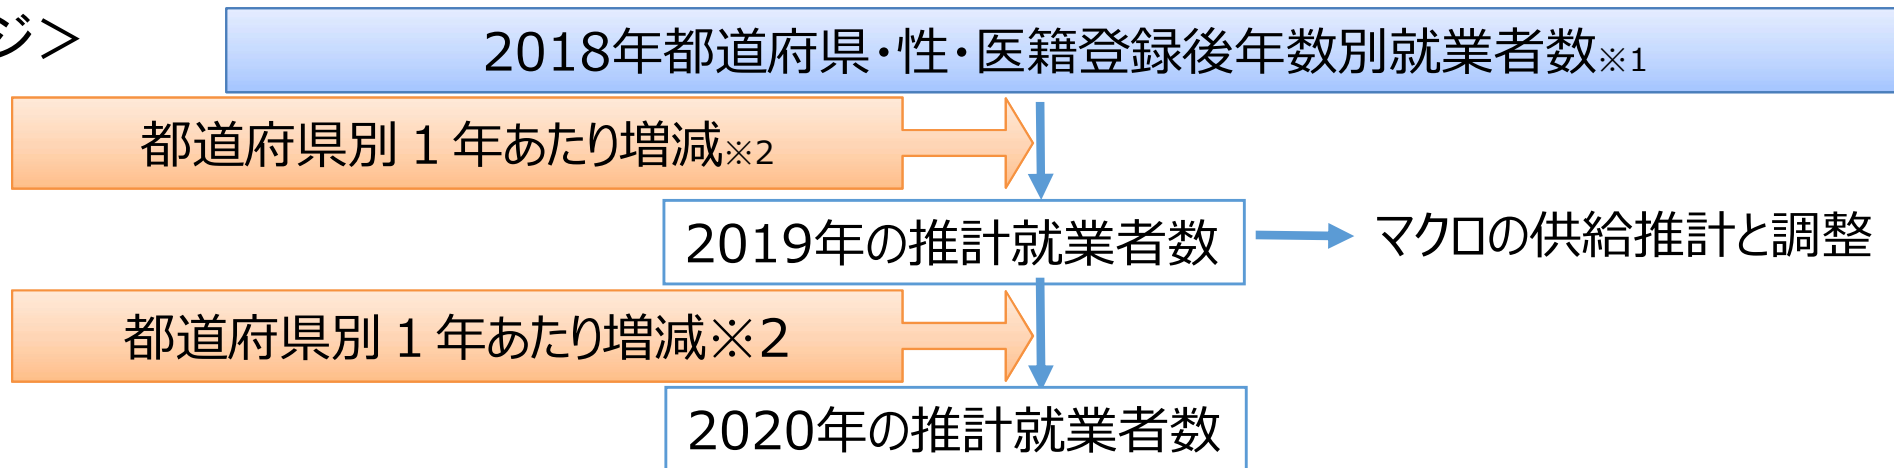 ジ＞
2018年都道府県・性・医籍登録後年数別就業者数※1
都道府県別１年あたり増減※2
2019年の推計就業者数
マクロの供給推計と調整
都道府県別１年あたり増減※2
2020年の推計就業者数